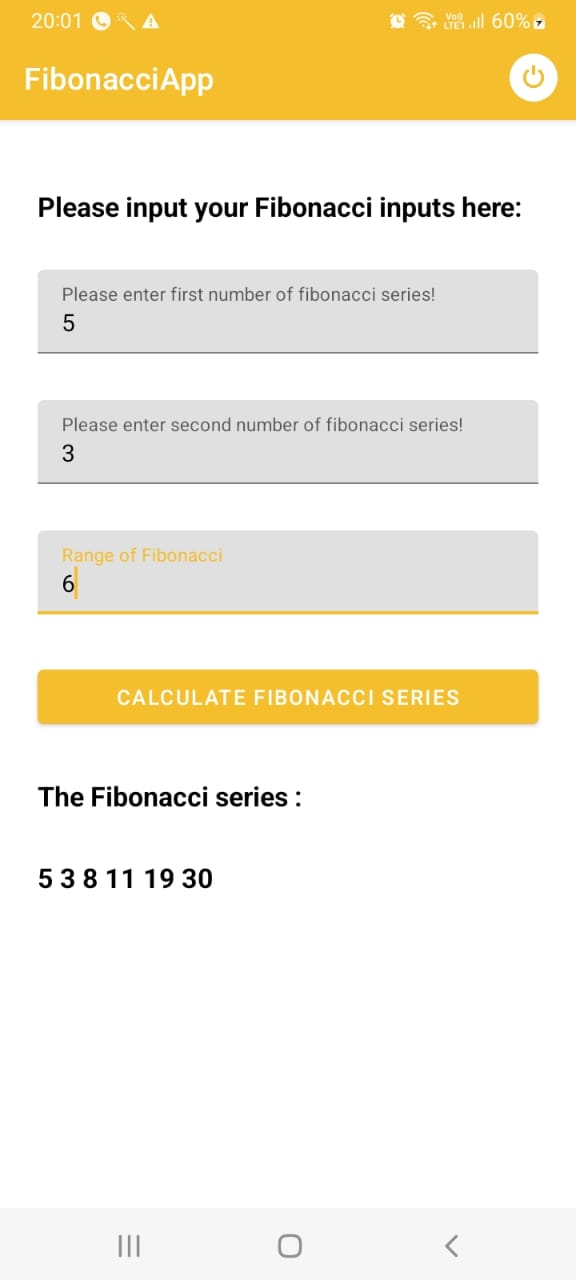 20:01 Vo)) LTE1 60%
FibonacciApp
Please input your Fibonacci inputs here:
Please enter first number of fibonacci series!
5
Please enter second number of fibonacci series!
3
Range of Fibonacci
6
CALCULATE FIBONACCI SERIES
The Fibonacci series :
5 3 8 11 19 30